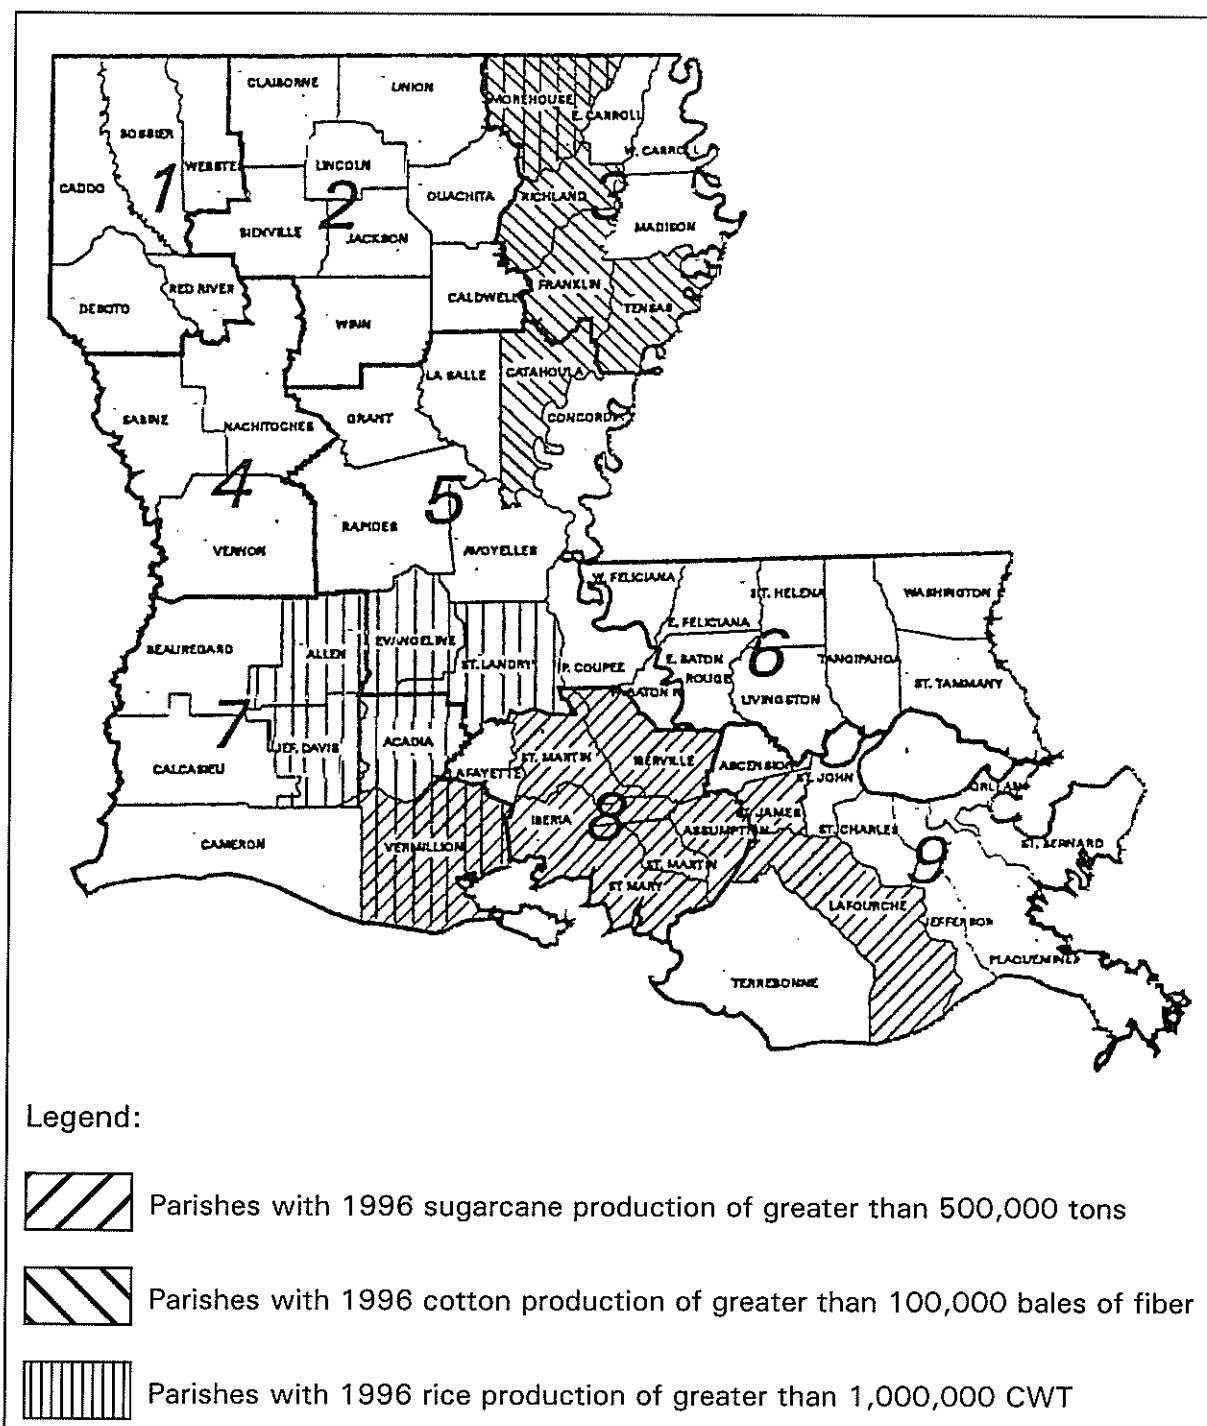 CLAIBORNE
UNION
MOREHOUSE
E. CARROLL
BOSSIER
WEBSTE
LINCOLN
W. CARROLL
CADDO
1
OUACHITA
RICHLAND
3
2
BIENVILLE
JACKSON
MADISON
RED RIVER
FRANKLIN
CALDWELL
DESOTO
TENSAS
WINN
LA SALLE
CATAHOULA
SABINE
NACHITOCHES
GRANT
CONCORDIA
4
5
RAPIDES
VERNON
AVOYELLES
W. FELICIANA
ST. HELENA
WASHINGTON
E. FELICIANA
BEAUREGARD
ALLEN
EVANGELINE
ST. LANDRY
P. COUPEE
E. BATON
ROUGE
6
TANGIPAHOA
ST. TAMMANY
BATON R
LIVINGSTON
7
JEF. DAVIS
ACADIA
ST. MARTIN
IBERVILLE
ASCENSION
CALCASIEU
LAFAYETTE
ST. JOHN
ORLEANS
IBERIA
8
ST. JAMES
CAMERON
VERMILLION
ASSUMPTION
ST. CHARLES
ST. BERNARD
ST. MARTIN
9
ST MARY
LAFOURCHE
JEFFERSON
PLAQUEMINES
TERREBONNE
Legend:
Parishes with 1996 sugarcane production of greater than 500,000 tons
Parishes with 1996 cotton production of greater than 100,000 bales of fiber
Parishes with 1996 rice production of greater than 1,000,000 CWT